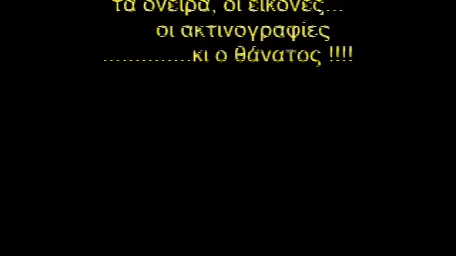 τα όνειρα, οι εικόνες...
οι ακτινογραφίες
..............κι ο θάνατος !!!!